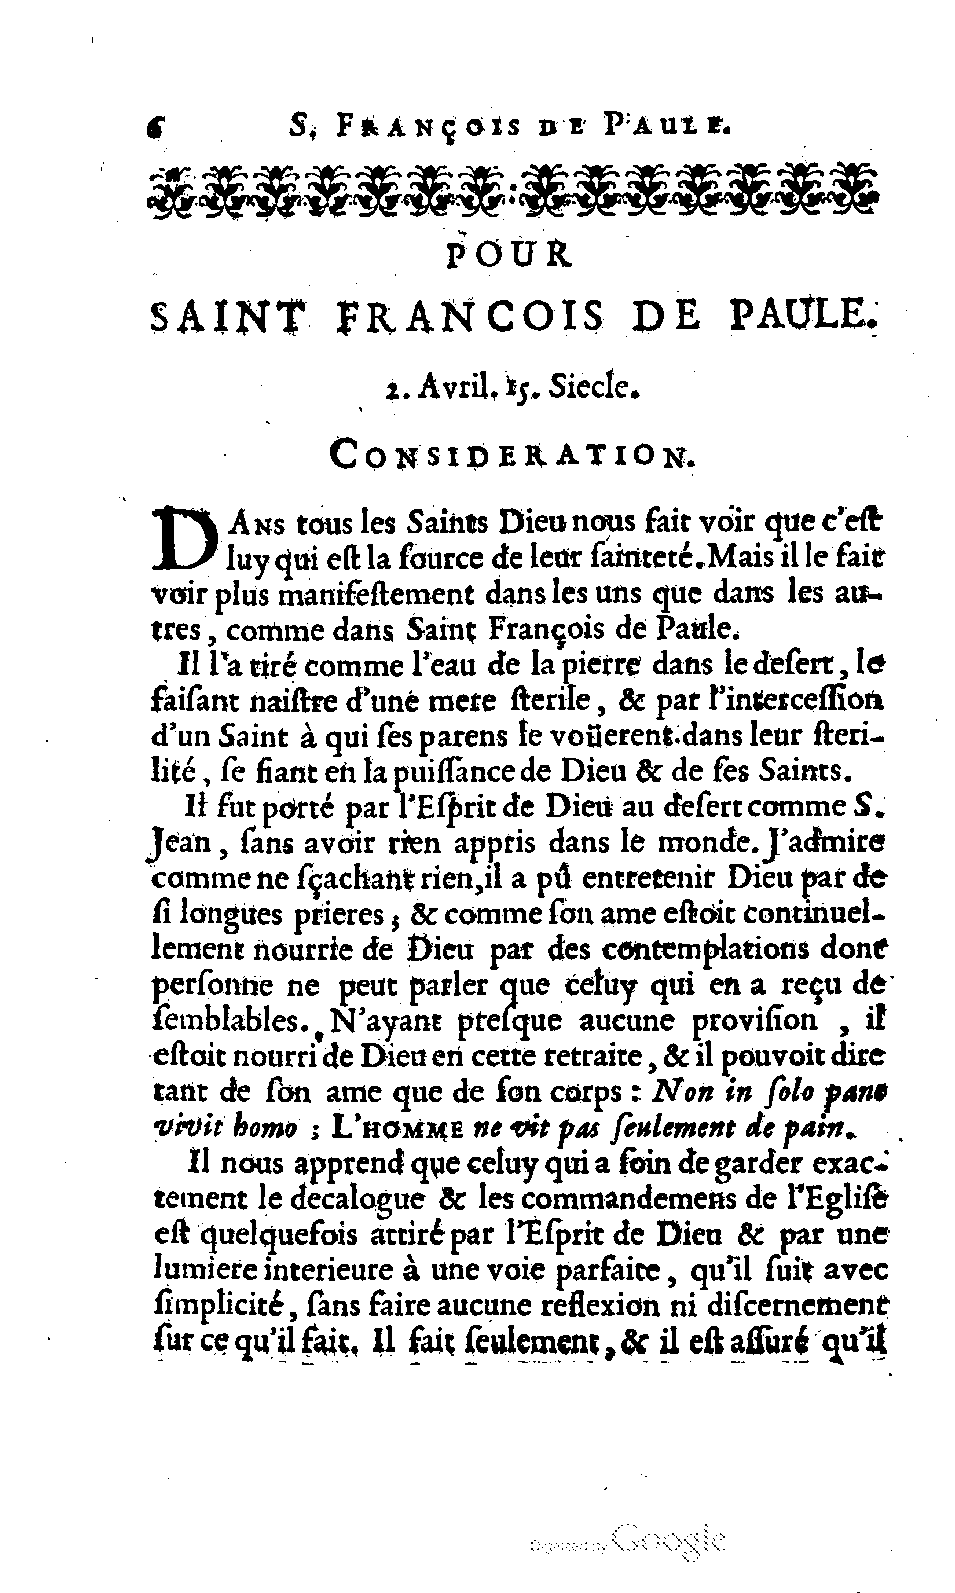 6 S. FRANÇOIS DE PAULE.
POUR
SAINT FRANCOIS DE PAULE.
2. Avril. 15. Siecle.
CONSIDERATION.
DANS tous les Saints Dieu nous fait voir que c'eſt
luy qui eſt la ſource de leur ſainteté. Mais il le fait
voir plus manifeſtement dans les uns que dans les au-
tres, comme dans Saint François de Paule.
Il l'a tiré comme l'eau de la pierre dans le deſert, le
faiſant naiſtre d'une mere ſterile, & par l'interceſſion
d'un Saint à qui ſes parens le voüerent dans leur ſteri-
lité, ſe fiant en la puiſſance de Dieu & de ſes Saints.
Il fut porté par l'Eſprit de Dieu au deſert comme S.
Jean, ſans avoir rien appris dans le monde. J'admire
comme ne ſçachant rien, il a pû entretenir Dieu par de
ſi longues prieres; & comme ſon ame eſtoit continuel-
lement nourrie de Dieu par des contemplations dont
perſonne ne peut parler que celuy qui en a reçu de
ſemblables. N'ayant preſque aucune proviſion, il
eſtoit nourri de Dieu en cette retraite, & il pouvoit dire
tant de ſon ame que de ſon corps : Non in ſolo pane
vivit homo ; L'HOMME ne vit pas ſeulement de pain.
Il nous apprend que celuy qui a ſoin de garder exac-
tement le decalogue & les commandemens de l'Egliſe
eſt quelquefois attiré par l'Eſprit de Dieu & par une
lumiere interieure à une voie parfaite, qu'il ſuit avec
ſimplicité, ſans faire aucune reflexion ni diſcernement
ſur ce qu'il fait. Il fait ſeulement, & il eſt aſſuré qu'il
Digitized by Google